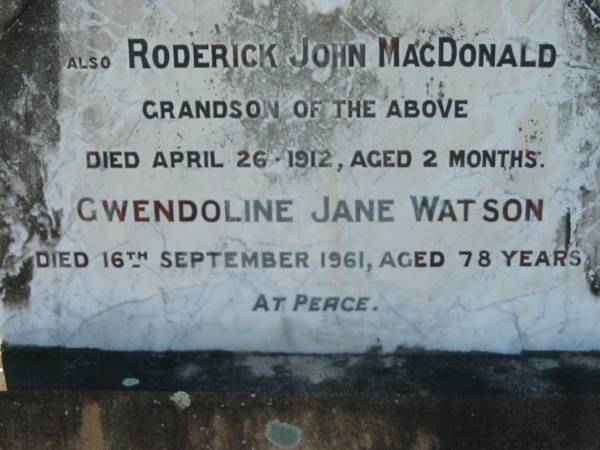 ALSO RODERICK JOHN MACDONALD
GRANDSON OF THE ABOVE
DIED APRIL 26 · 1912, AGED 2 MONTHS.
GWENDOLINE JANE WATSON
DIED 16TH SEPTEMBER 1961, AGED 78 YEARS.
AT PEACE.